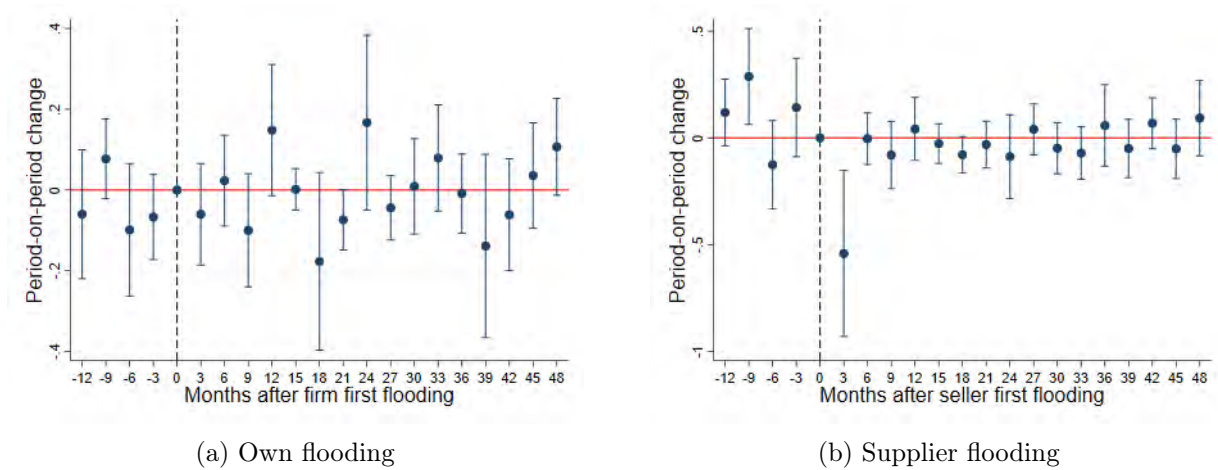 .4
.2
0
-.2
-.4
Period-on-period change
-12 -9 -6 -3 0 3 6 9 12 15 18 21 24 27 30 33 36 39 42 45 48
Months after firm first flooding
(a) Own flooding
.5
0
-.5
-1
Period-on-period change
-12 -9 -6 -3 0 3 6 9 12 15 18 21 24 27 30 33 36 39 42 45 48
Months after seller first flooding
(b) Supplier flooding